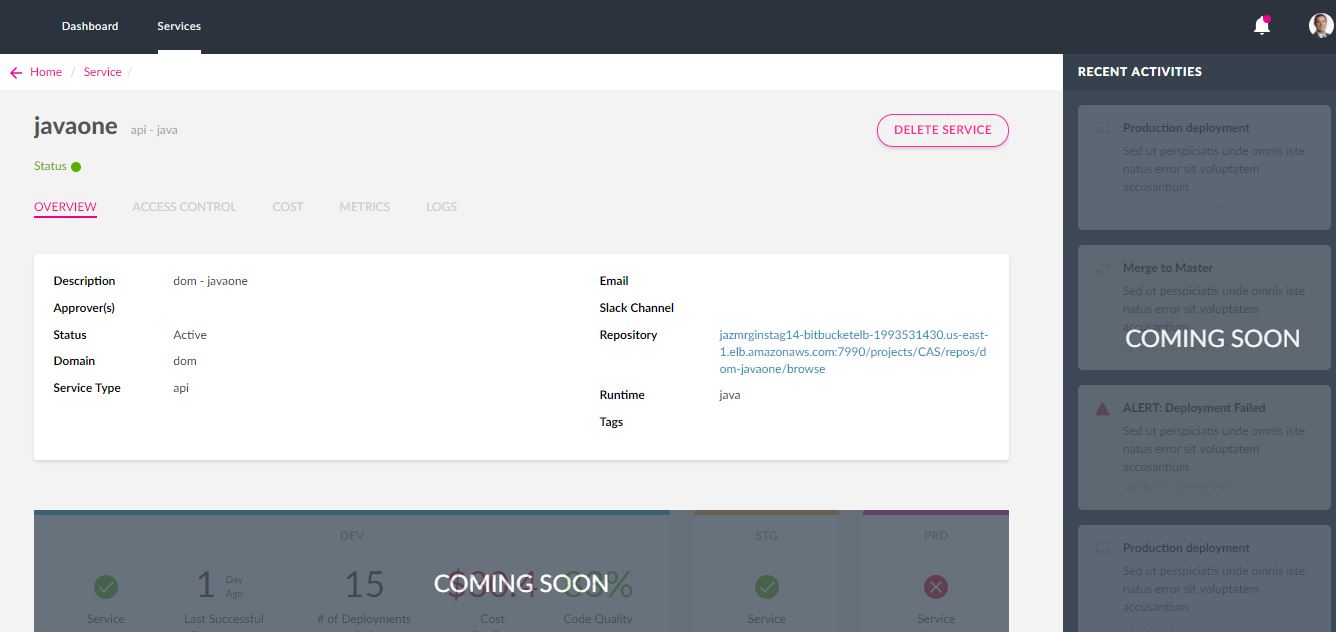 Dashboard Services
Home / Service /
RECENT ACTIVITIES
javaone api - java
DELETE SERVICE
Status
OVERVIEW ACCESS CONTROL COST METRICS LOGS
Description dom - javaone
Approver(s)
Status Active
Domain dom
Service Type api
Email
Slack Channel
Repository jazmrginstag14-bitbucketelb-1993531430.us-east-
1.elb.amazonaws.com:7990/projects/CAS/repos/d
om-javaone/browse
Runtime java
Tags
DEV STG PRD
1 Day
Ago
15
COMING SOON
Service Last Successful # of Deployments Cost Code Quality Service Service
Production deployment
Sed ut perspiciatis unde omnis iste
natus error sit voluptatem
accusantium
Merge to Master
Sed ut perspiciatis unde omnis iste
natus error sit voluptatem
accusantium
COMING SOON
ALERT: Deployment Failed
Sed ut perspiciatis unde omnis iste
natus error sit voluptatem
accusantium
Production deployment
Sed ut perspiciatis unde omnis iste
natus error sit voluptatem
accusantium